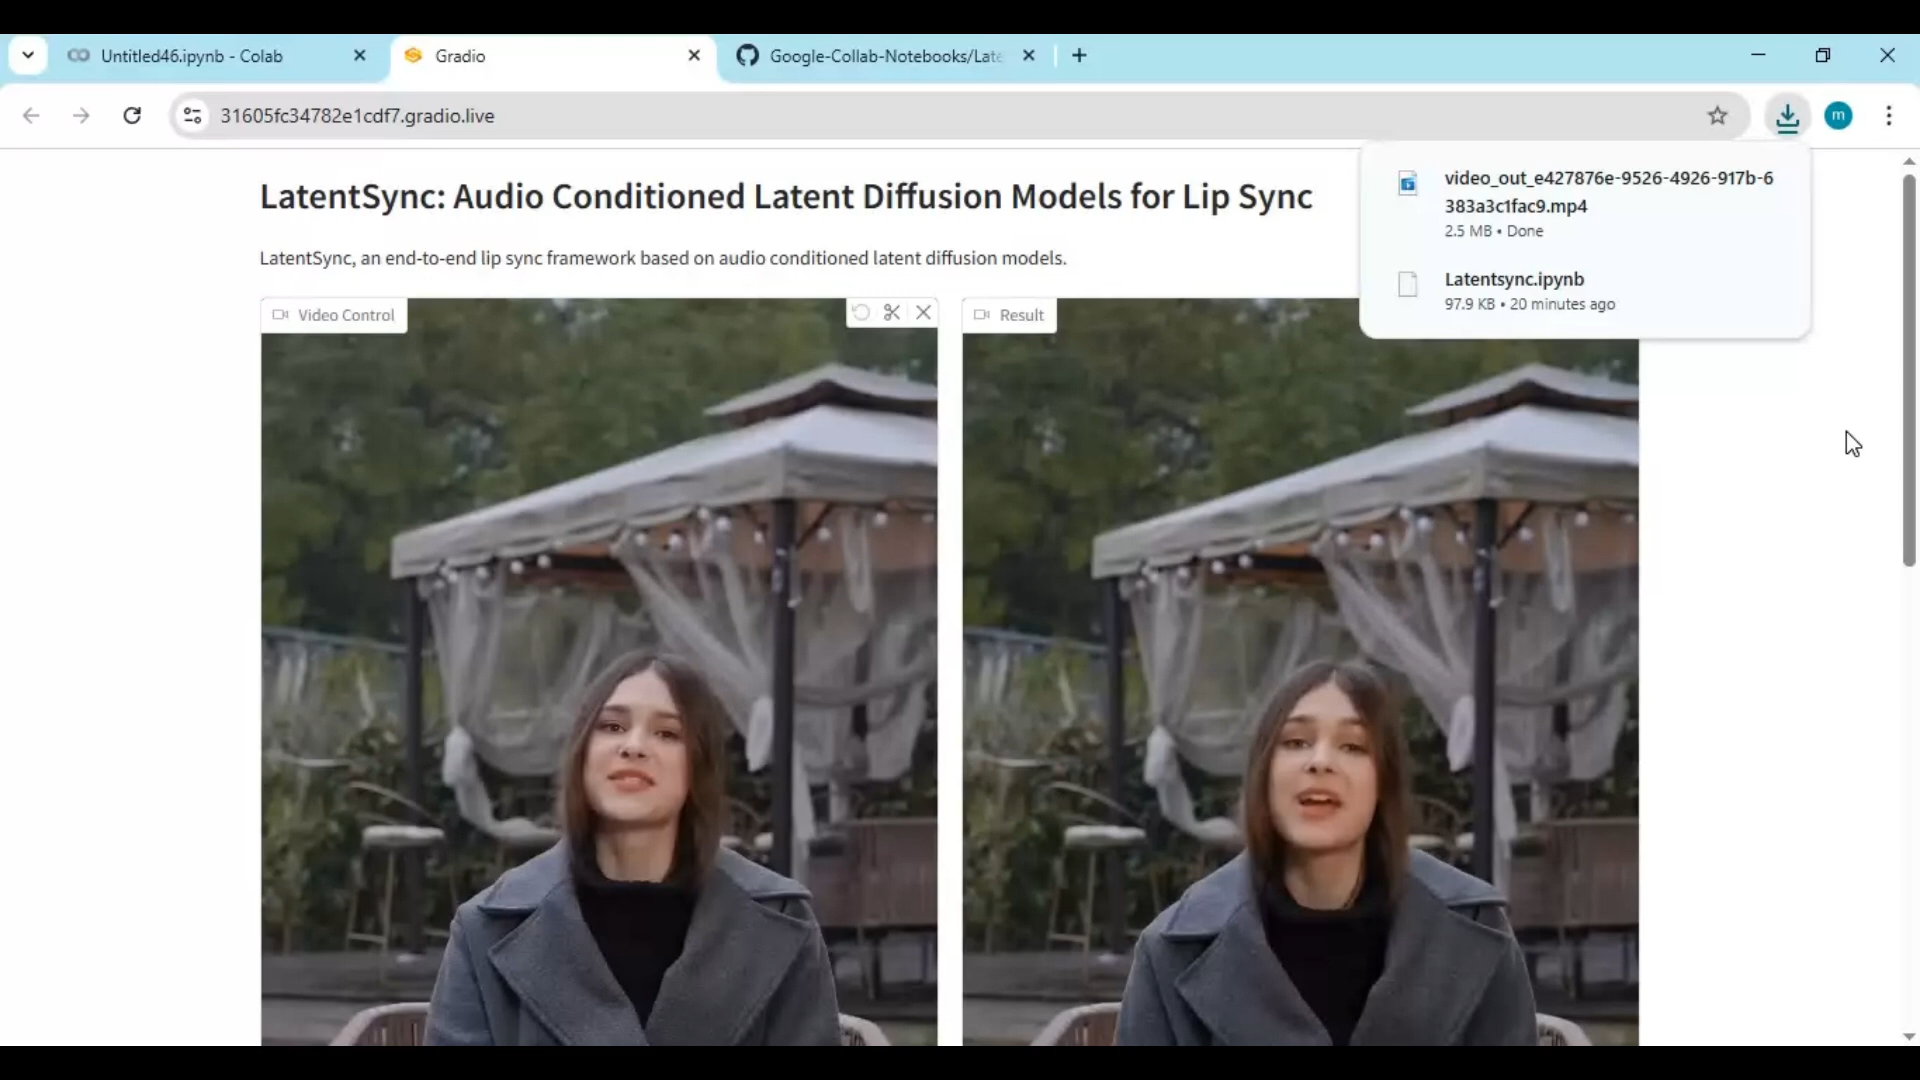 Untitled46.ipynb - Colab
Gradio
Google-Collab-Notebooks/Late
31605fc34782e1cdf7.gradio.live
m
video_out_e427876e-9526-4926-917b-6
383a3c1fac9.mp4
2.5 MB • Done
Latentsync.ipynb
97.9 KB • 20 minutes ago
LatentSync: Audio Conditioned Latent Diffusion Models for Lip Sync
LatentSync, an end-to-end lip sync framework based on audio conditioned latent diffusion models.
Video Control
Result